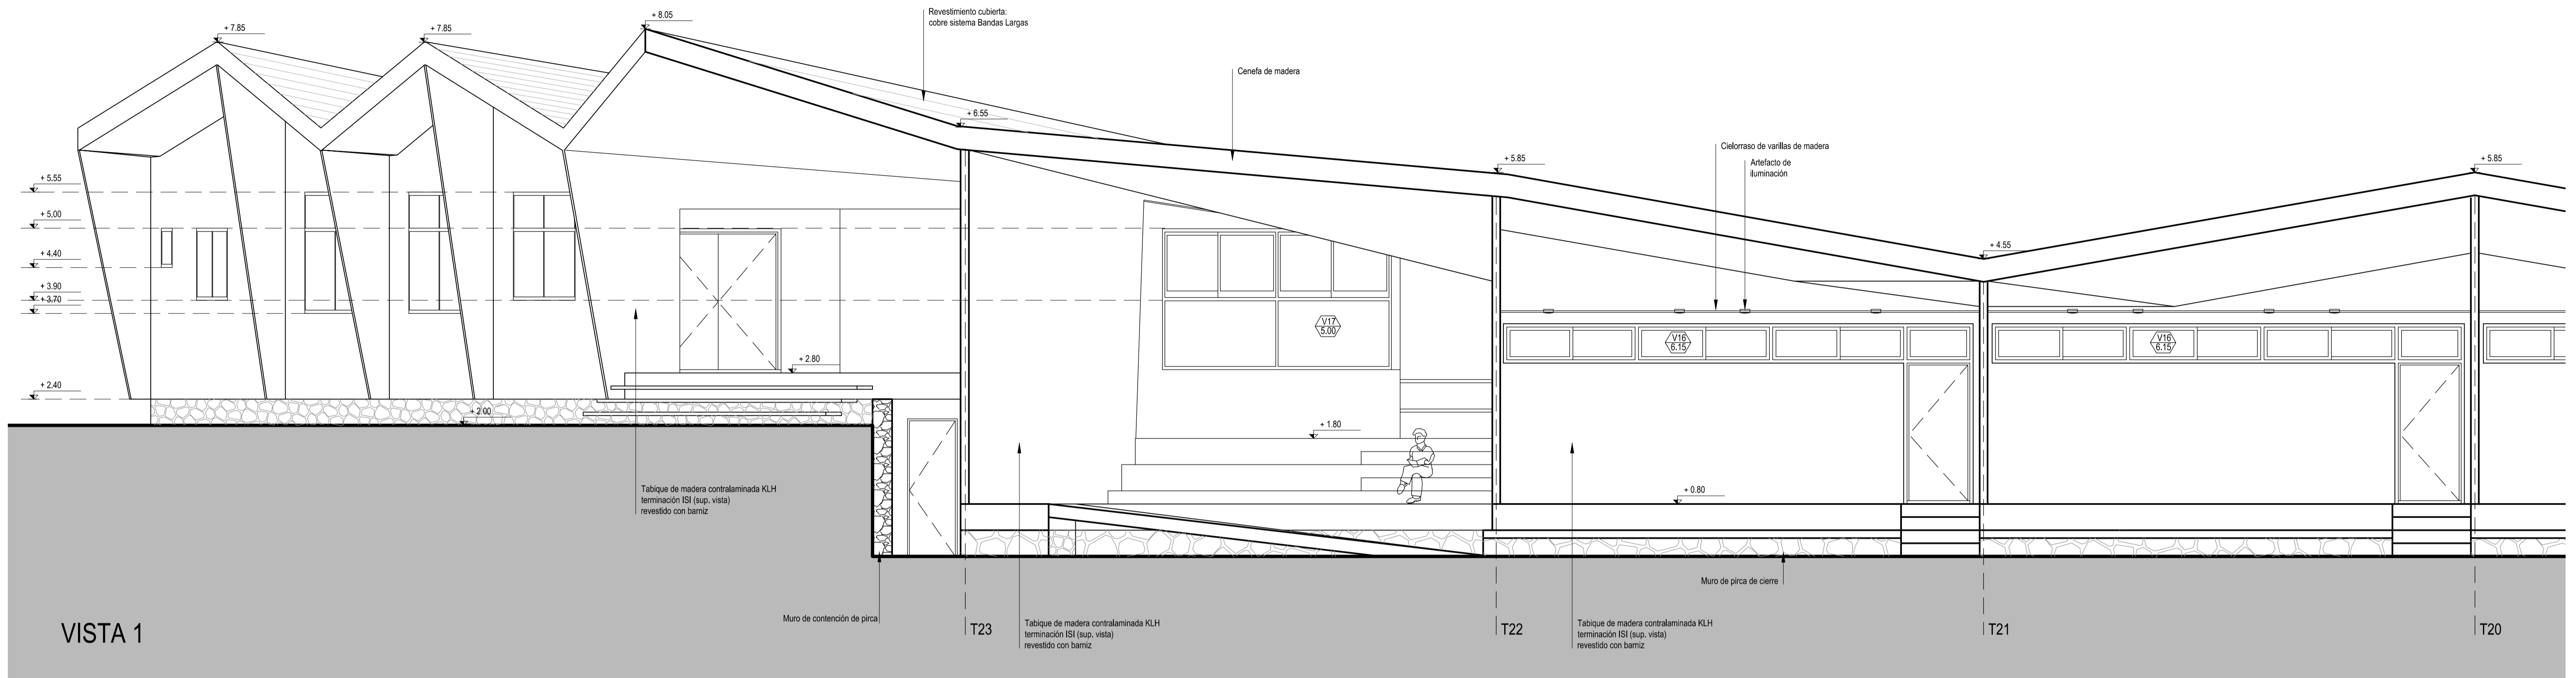 + 7.85
+ 7.85
+ 8.05
Revestimiento cubierta:
cobre sistema Bandas Largas
Cenefa de madera
+ 6.55
+ 5.85
Cielorraso de varillas de madera
Artefacto de
iluminación
+ 5.85
+ 4.55
+ 5.55
+ 5,00
+ 4,40
+ 3.90
+ 3.70
+ 2.40
+ 2.80
+ 2.00
V17
5.00
V16
6.15
V16
6.15
+ 1.80
+ 0.80
Tabique de madera contralaminada KLH
terminación ISI (sup. vista)
revestido con barniz
Muro de contención de pirca
Tabique de madera contralaminada KLH
terminación ISI (sup. vista)
revestido con barniz
Tabique de madera contralaminada KLH
terminación ISI (sup. vista)
revestido con barniz
Muro de pirca de cierre
VISTA 1
T23
T22
T21
T20